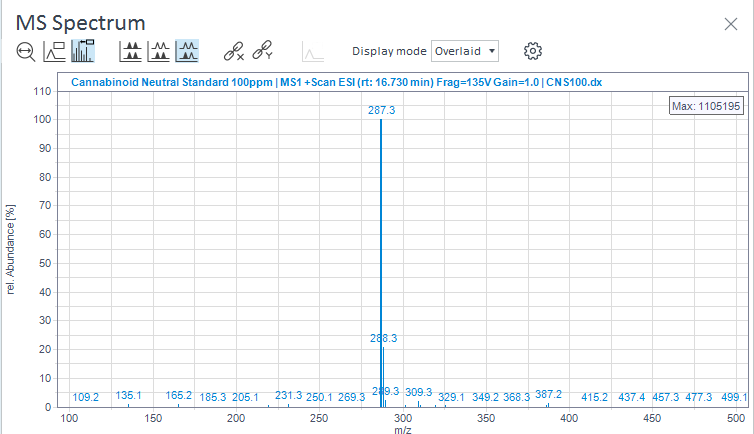 MS Spectrum
Display mode Overlaid
Cannabinoid Neutral Standard 100ppm | MS1 +Scan ESI (rt: 16.730 min) Frag=135V Gain=1.0 | CNS100.dx
Max: 1105195
rel. Abundance [%]
110
100
90
80
70
60
50
40
30
20
10
0
287.3
288.3
109.2 135.1 165.2 185.3 205.1 231.3 250.1 269.3 289.3 309.3 329.1 349.2 368.3 387.2 415.2 437.4 457.3 477.3 499.1
100 150 200 250 300 350 400 450 500
m/z